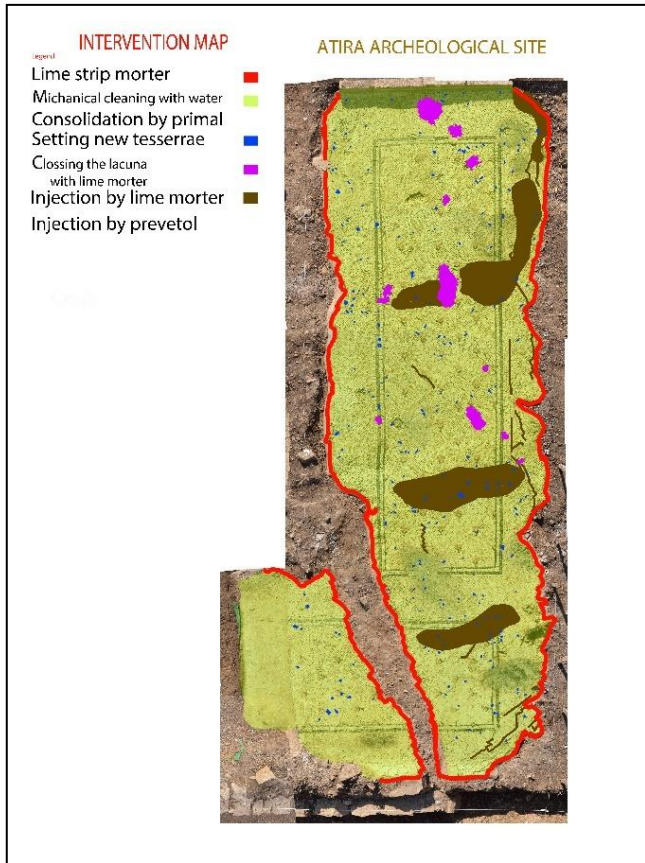 INTERVENTION MAP
ATIRA ARCHEOLOGICAL SITE
Legend
Lime strip morter
Michanical cleaning with water
Consolidation by primal
Setting new tesserrae
Clossing the lacuna
with lime morter
Injection by lime morter
Injection by prevetol